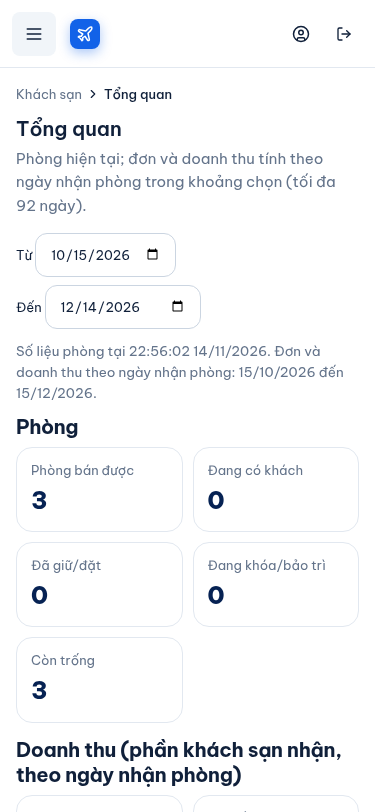 Khách sạn > Tổng quan
Tổng quan
Phòng hiện tại; đơn và doanh thu tính theo
ngày nhận phòng trong khoảng chọn (tối đa
92 ngày).
Từ 10/15/2026
Đến 12/14/2026
Số liệu phòng tại 22:56:02 14/11/2026. Đơn và
doanh thu theo ngày nhận phòng: 15/10/2026 đến
15/12/2026.
Phòng
Phòng bán được
3
Đang có khách
0
Đã giữ/đặt
0
Đang khóa/bảo trì
0
Còn trống
3
Doanh thu (phần khách sạn nhận,
theo ngày nhận phòng)